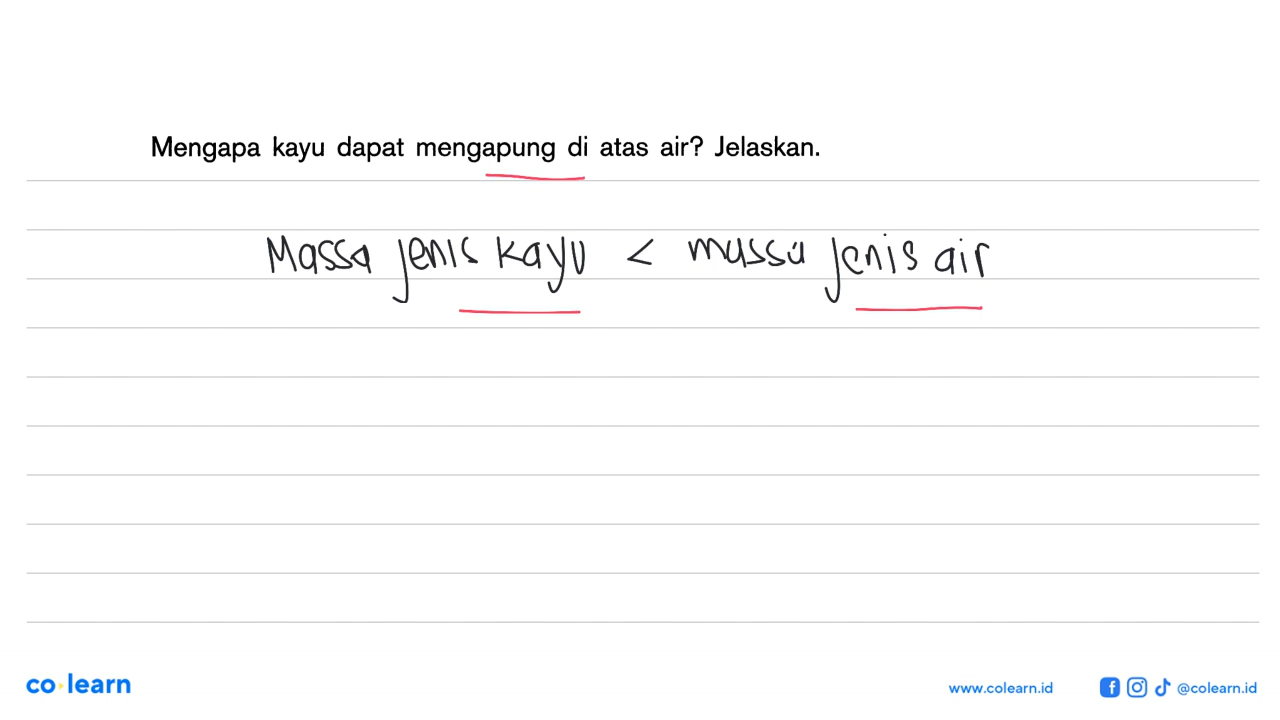 Mengapa kayu dapat mengapung di atas air? Jelaskan.
Massa jenis kayu < massa jenis air
co learn
www.colearn.id @colearn.id